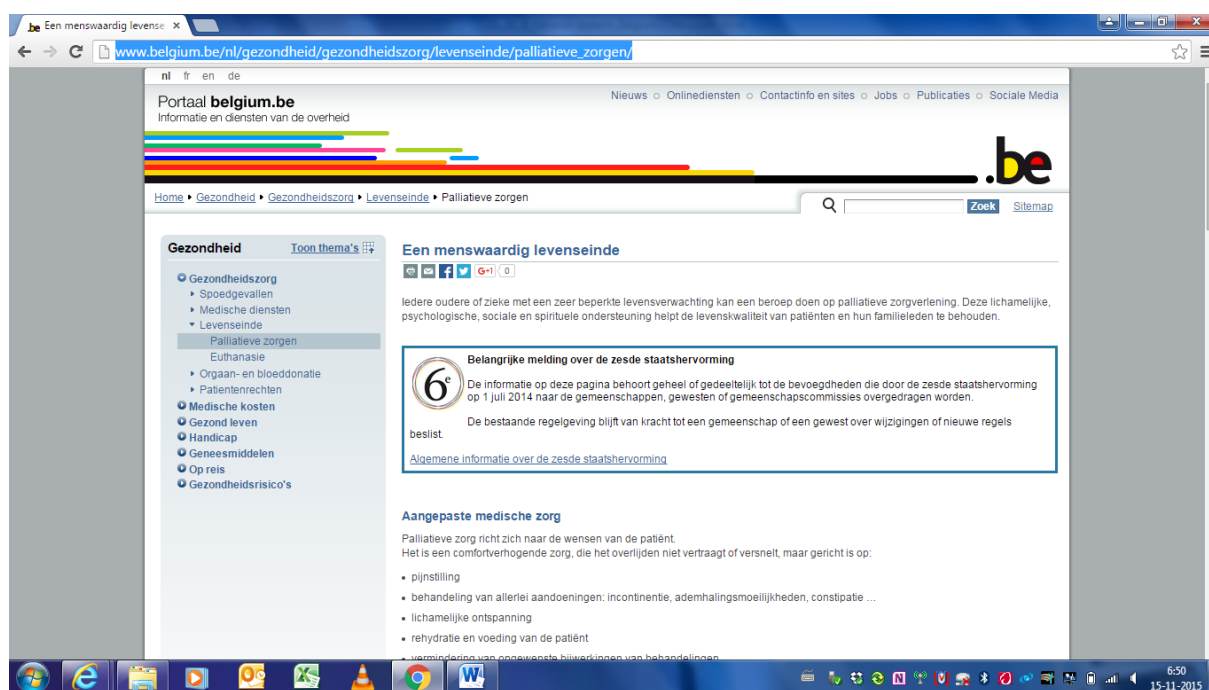 .be Een menswaardig levense ×
www.belgium.be/nl/gezondheid/gezondheidszorg/levenseinde/palliatieve_zorgen/
nl fr en de
Portaal belgium.be
Informatie en diensten van de overheid
Nieuws Onlinediensten Contactinfo en sites Jobs Publicaties Sociale Media
.be
Home Gezondheid Gezondheidszorg Levenseinde Palliatieve zorgen
Zoek Sitemap
Gezondheid Toon thema's
Gezondheidszorg
Spoedgevallen
Medische diensten
Levenseinde
Palliatieve zorgen
Euthanasie
Orgaan- en bloeddonatie
Patientenrechten
Medische kosten
Gezond leven
Handicap
Geneesmiddelen
Op reis
Gezondheidsrisico's
Een menswaardig levenseinde
G+1 0
Iedere oudere of zieke met een zeer beperkte levensverwachting kan een beroep doen op palliatieve zorgverlening. Deze lichamelijke,
psychologische, sociale en spirituele ondersteuning helpt de levenskwaliteit van patiënten en hun familieleden te behouden.
6e
Belangrijke melding over de zesde staatshervorming
De informatie op deze pagina behoort geheel of gedeeltelijk tot de bevoegdheden die door de zesde staatshervorming
op 1 juli 2014 naar de gemeenschappen, gewesten of gemeenschapscommissies overgedragen worden.
De bestaande regelgeving blijft van kracht tot een gemeenschap of een gewest over wijzigingen of nieuwe regels
beslist.
Algemene informatie over de zesde staatshervorming
Aangepaste medische zorg
Palliatieve zorg richt zich naar de wensen van de patiënt.
Het is een comfortverhogende zorg, die het overlijden niet vertraagt of versnelt, maar gericht is op:
• pijnstilling
• behandeling van allerlei aandoeningen: incontinentie, ademhalingsmoeilijkheden, constipatie ...
• lichamelijke ontspanning
• rehydratie en voeding van de patiënt
• vermindering van ongewenste bijwerkingen van behandelingen
6:50
15-11-2015